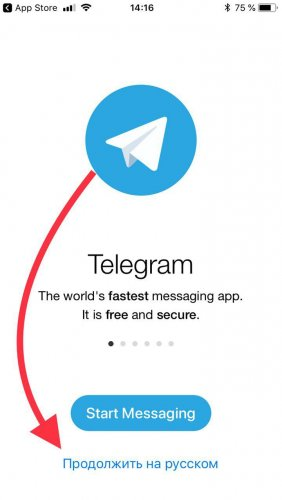 App Store 14:16 75 %
Telegram
The world's fastest messaging app.
It is free and secure.
Start Messaging
Продолжить на русском